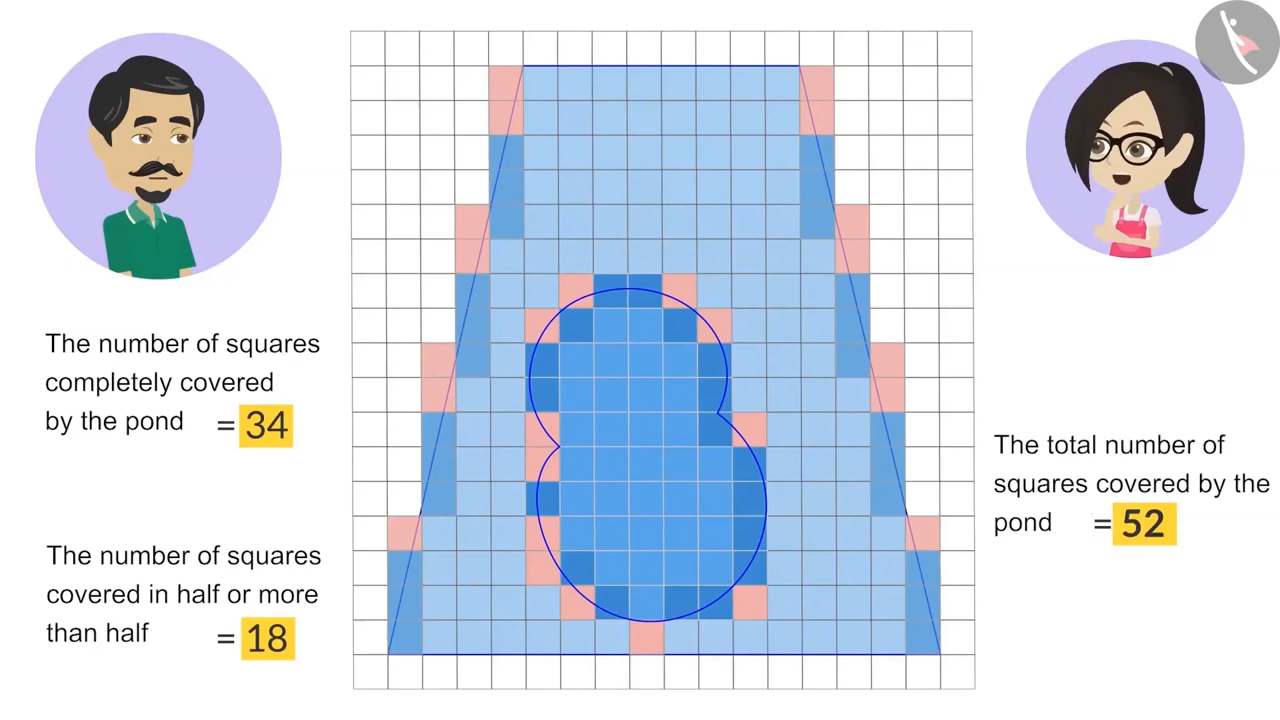 The number of squares
completely covered
by the pond = 34
The number of squares
covered in half or more
than half = 18
The total number of
squares covered by the
pond = 52